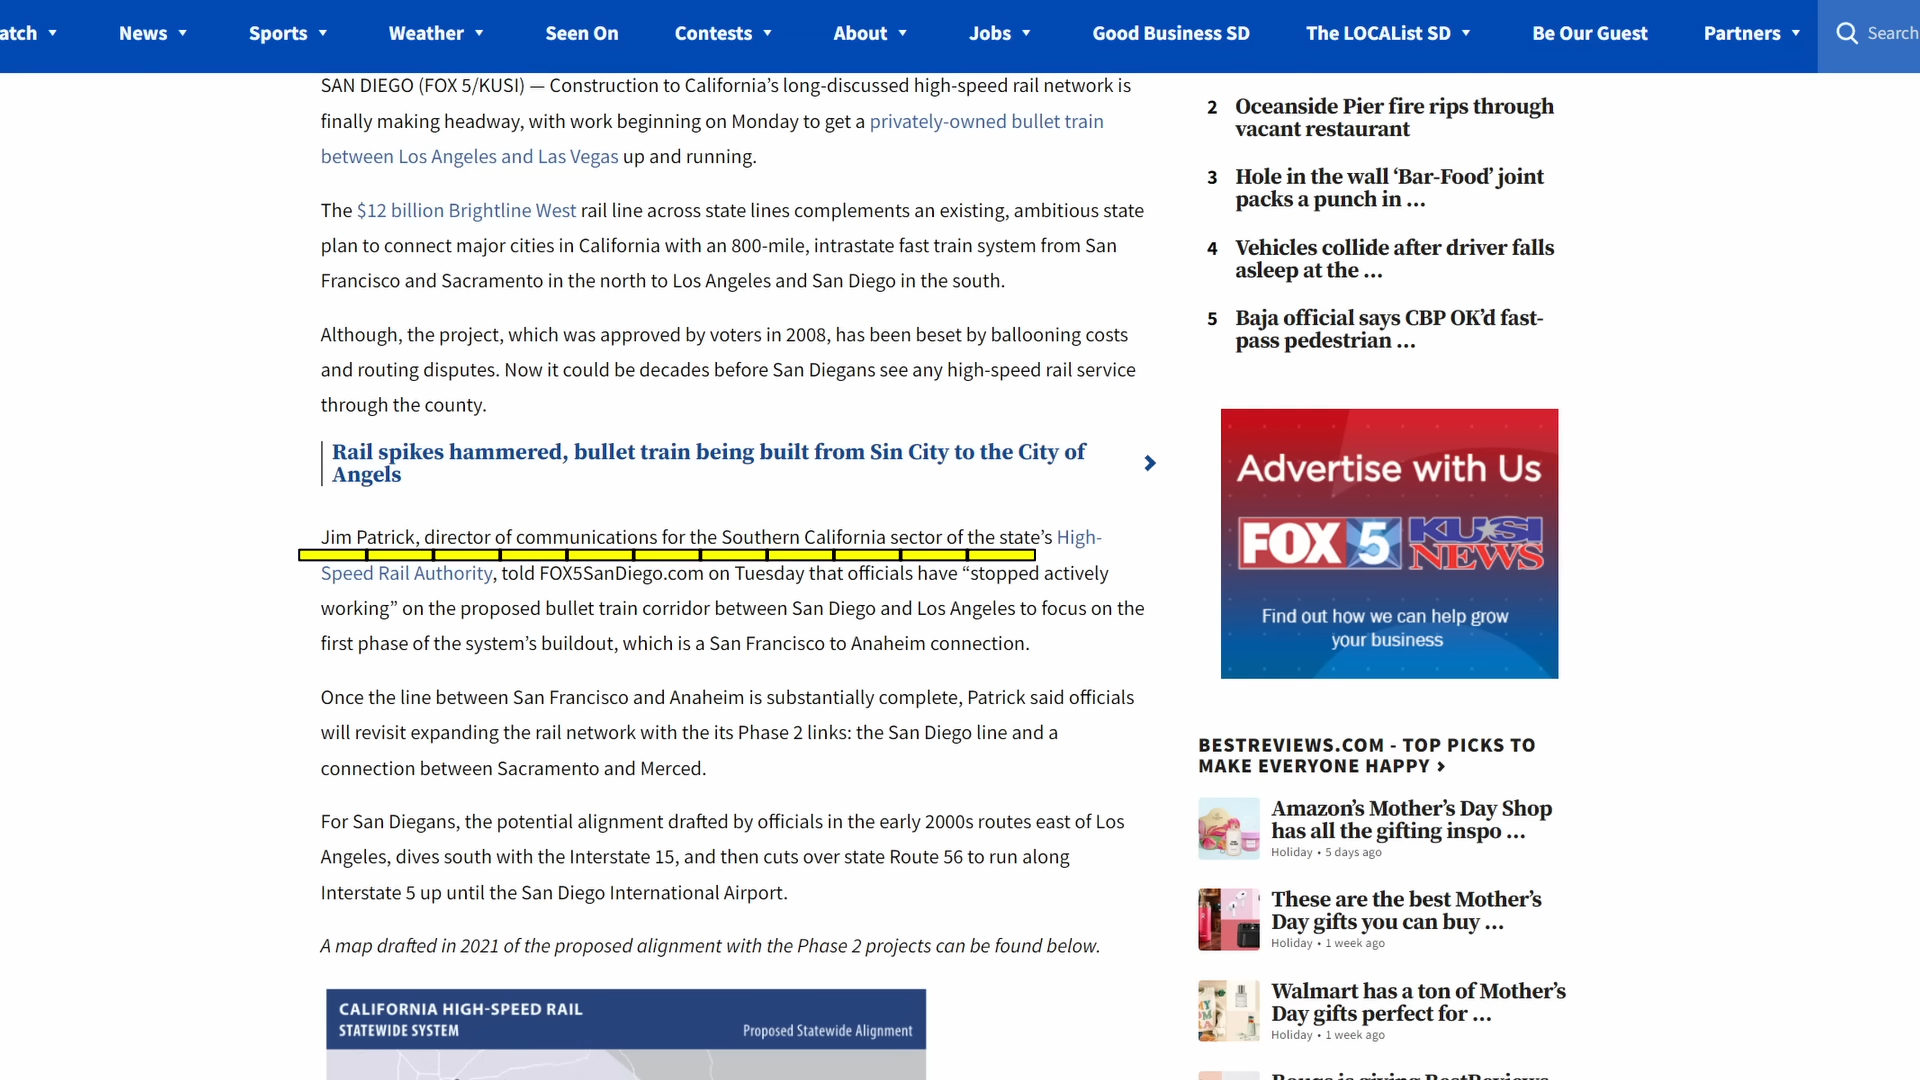 atch
News
Sports
Weather
Seen On
Contests
About
Jobs
Good Business SD
The LOCAList SD
Be Our Guest
Partners
Search
SAN DIEGO (FOX 5/KUSI) — Construction to California’s long-discussed high-speed rail network is
finally making headway, with work beginning on Monday to get a privately-owned bullet train
between Los Angeles and Las Vegas up and running.
The $12 billion Brightline West rail line across state lines complements an existing, ambitious state
plan to connect major cities in California with an 800-mile, intrastate fast train system from San
Francisco and Sacramento in the north to Los Angeles and San Diego in the south.
Although, the project, which was approved by voters in 2008, has been beset by ballooning costs
and routing disputes. Now it could be decades before San Diegans see any high-speed rail service
through the county.
Rail spikes hammered, bullet train being built from Sin City to the City of
Angels
Jim Patrick, director of communications for the Southern California sector of the state’s High-
Speed Rail Authority, told FOX5SanDiego.com on Tuesday that officials have “stopped actively
working” on the proposed bullet train corridor between San Diego and Los Angeles to focus on the
first phase of the system’s buildout, which is a San Francisco to Anaheim connection.
Once the line between San Francisco and Anaheim is substantially complete, Patrick said officials
will revisit expanding the rail network with the its Phase 2 links: the San Diego line and a
connection between Sacramento and Merced.
For San Diegans, the potential alignment drafted by officials in the early 2000s routes east of Los
Angeles, dives south with the Interstate 15, and then cuts over state Route 56 to run along
Interstate 5 up until the San Diego International Airport.
A map drafted in 2021 of the proposed alignment with the Phase 2 projects can be found below.
CALIFORNIA HIGH-SPEED RAIL
STATEWIDE SYSTEM
Proposed Statewide Alignment
2 Oceanside Pier fire rips through
vacant restaurant
3 Hole in the wall ‘Bar-Food’ joint
packs a punch in ...
4 Vehicles collide after driver falls
asleep at the ...
5 Baja official says CBP OK’d fast-
pass pedestrian ...
Advertise with Us
FOX 5 KUSI
NEWS
Find out how we can help grow
your business
BESTREVIEWS.COM - TOP PICKS TO
MAKE EVERYONE HAPPY
Amazon’s Mother’s Day Shop
has all the gifting inspo ...
Holiday • 5 days ago
These are the best Mother’s
Day gifts you can buy ...
Holiday • 1 week ago
Walmart has a ton of Mother’s
Day gifts perfect for ...
Holiday • 1 week ago